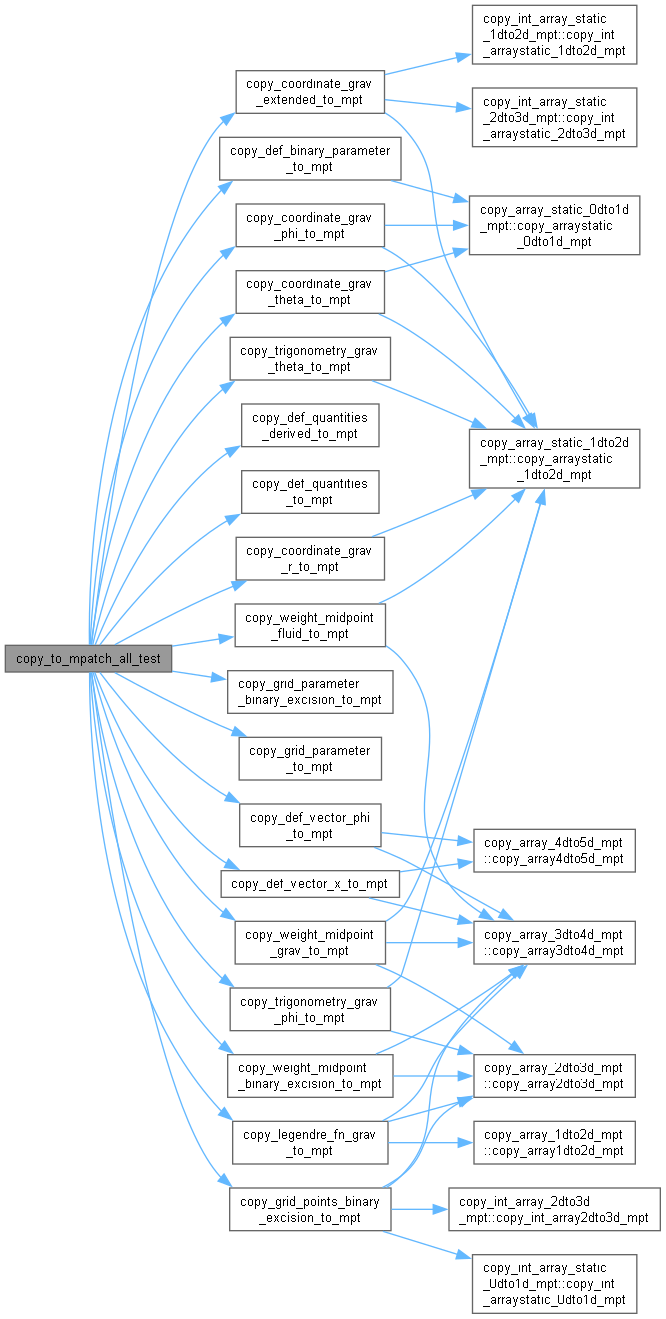 copy_int_array_static
_1dto2d_mpt::copy_int
_arraystatic_1dto2d_mpt
copy_coordinate_grav
_extended_to_mpt
copy_int_array_static
_2dto3d_mpt::copy_int
_arraystatic_2dto3d_mpt
copy_def_binary_parameter
_to_mpt
copy_array_static_0dto1d
_mpt::copy_arraystatic
_0dto1d_mpt
copy_coordinate_grav
_phi_to_mpt
copy_coordinate_grav
_theta_to_mpt
copy_trigonometry_grav
_theta_to_mpt
copy_def_quantities
_derived_to_mpt
copy_array_static_1dto2d
_mpt::copy_arraystatic
_1dto2d_mpt
copy_def_quantities
_to_mpt
copy_coordinate_grav
_r_to_mpt
copy_weight_midpoint
_fluid_to_mpt
copy_to_mpatch_all_test
copy_grid_parameter
_binary_excision_to_mpt
copy_grid_parameter
_to_mpt
copy_def_vector_phi
_to_mpt
copy_array_4dto5d_mpt
::copy_array4dto5d_mpt
copy_def_vector_x_to_mpt
copy_weight_midpoint
_grav_to_mpt
copy_array_3dto4d_mpt
::copy_array3dto4d_mpt
copy_trigonometry_grav
_phi_to_mpt
copy_weight_midpoint
_binary_excision_to_mpt
copy_array_2dto3d_mpt
::copy_array2dto3d_mpt
copy_legendre_fn_grav
_to_mpt
copy_array_1dto2d_mpt
::copy_array1dto2d_mpt
copy_grid_points_binary
_excision_to_mpt
copy_int_array_2dto3d
_mpt::copy_int_array2dto3d_mpt
copy_int_array_static
_0dto1d_mpt::copy_int
_arraystatic_0dto1d_mpt